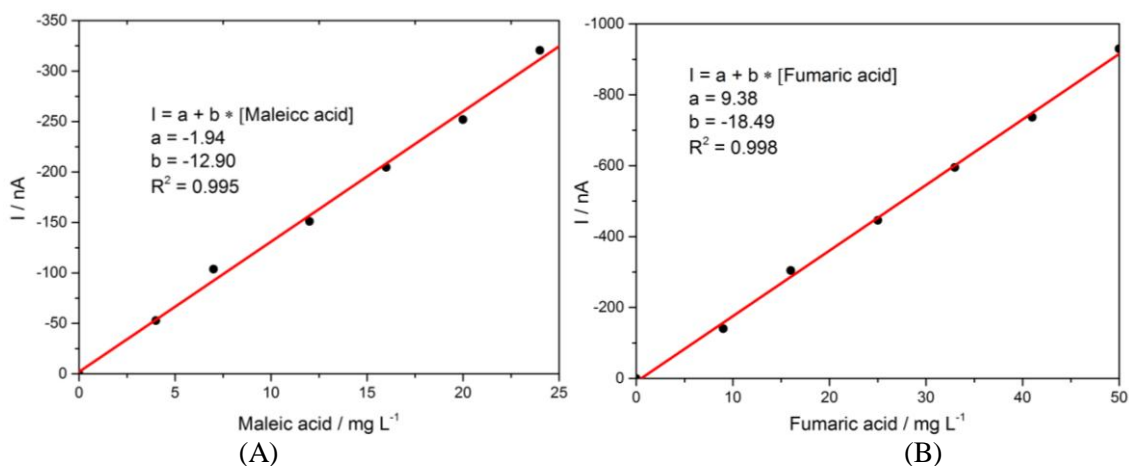 -350
-300
-250
-200
-150
-100
-50
0
I / nA
I = a + b * [Maleicc acid]
a = -1.94
b = -12.90
R² = 0.995
0 5 10 15 20 25
Maleic acid / mg L⁻¹
(A)
-1000
-800
-600
-400
-200
0
I / nA
I = a + b * [Fumaric acid]
a = 9.38
b = -18.49
R² = 0.998
0 10 20 30 40 50
Fumaric acid / mg L⁻¹
(B)